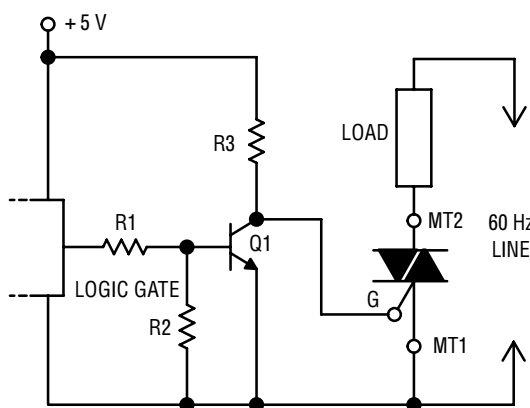 + 5 V
R3
LOAD
R1
Q1
MT2
60 Hz
LINE
LOGIC GATE
R2
G
MT1